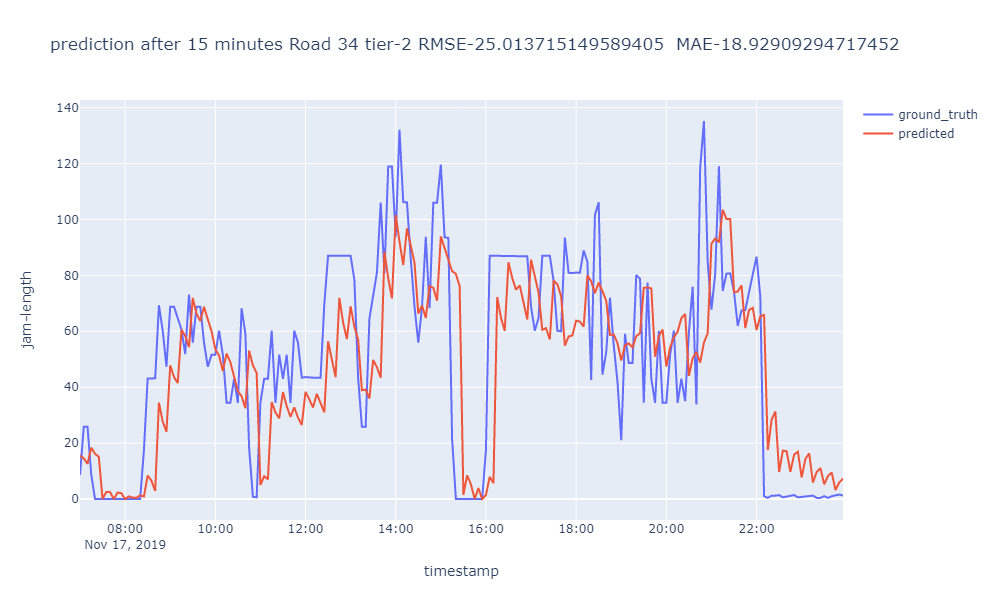 prediction after 15 minutes Road 34 tier-2 RMSE-25.013715149589405  MAE-18.92909294717452
ground_truth
predicted
jam-length
140
120
100
80
60
40
20
0
08:00 10:00 12:00 14:00 16:00 18:00 20:00 22:00
Nov 17, 2019
timestamp